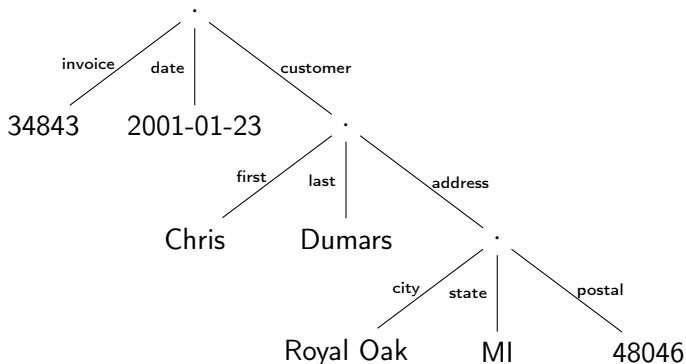 ·
invoice date customer
34843 2001-01-23 ·
first last address
Chris Dumars ·
city state postal
Royal Oak MI 48046